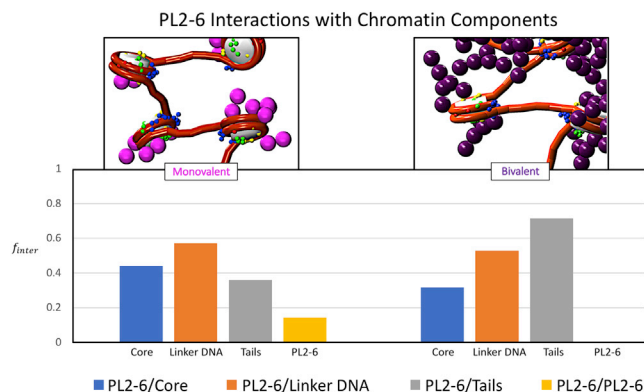 PL2-6 Interactions with Chromatin Components
Monovalent
Bivalent
1
0.8
0.6
0.4
0.2
0
f_inter
Core Linker DNA Tails PL2-6 Core Linker DNA Tails PL2-6
PL2-6/Core PL2-6/Linker DNA PL2-6/Tails PL2-6/PL2-6